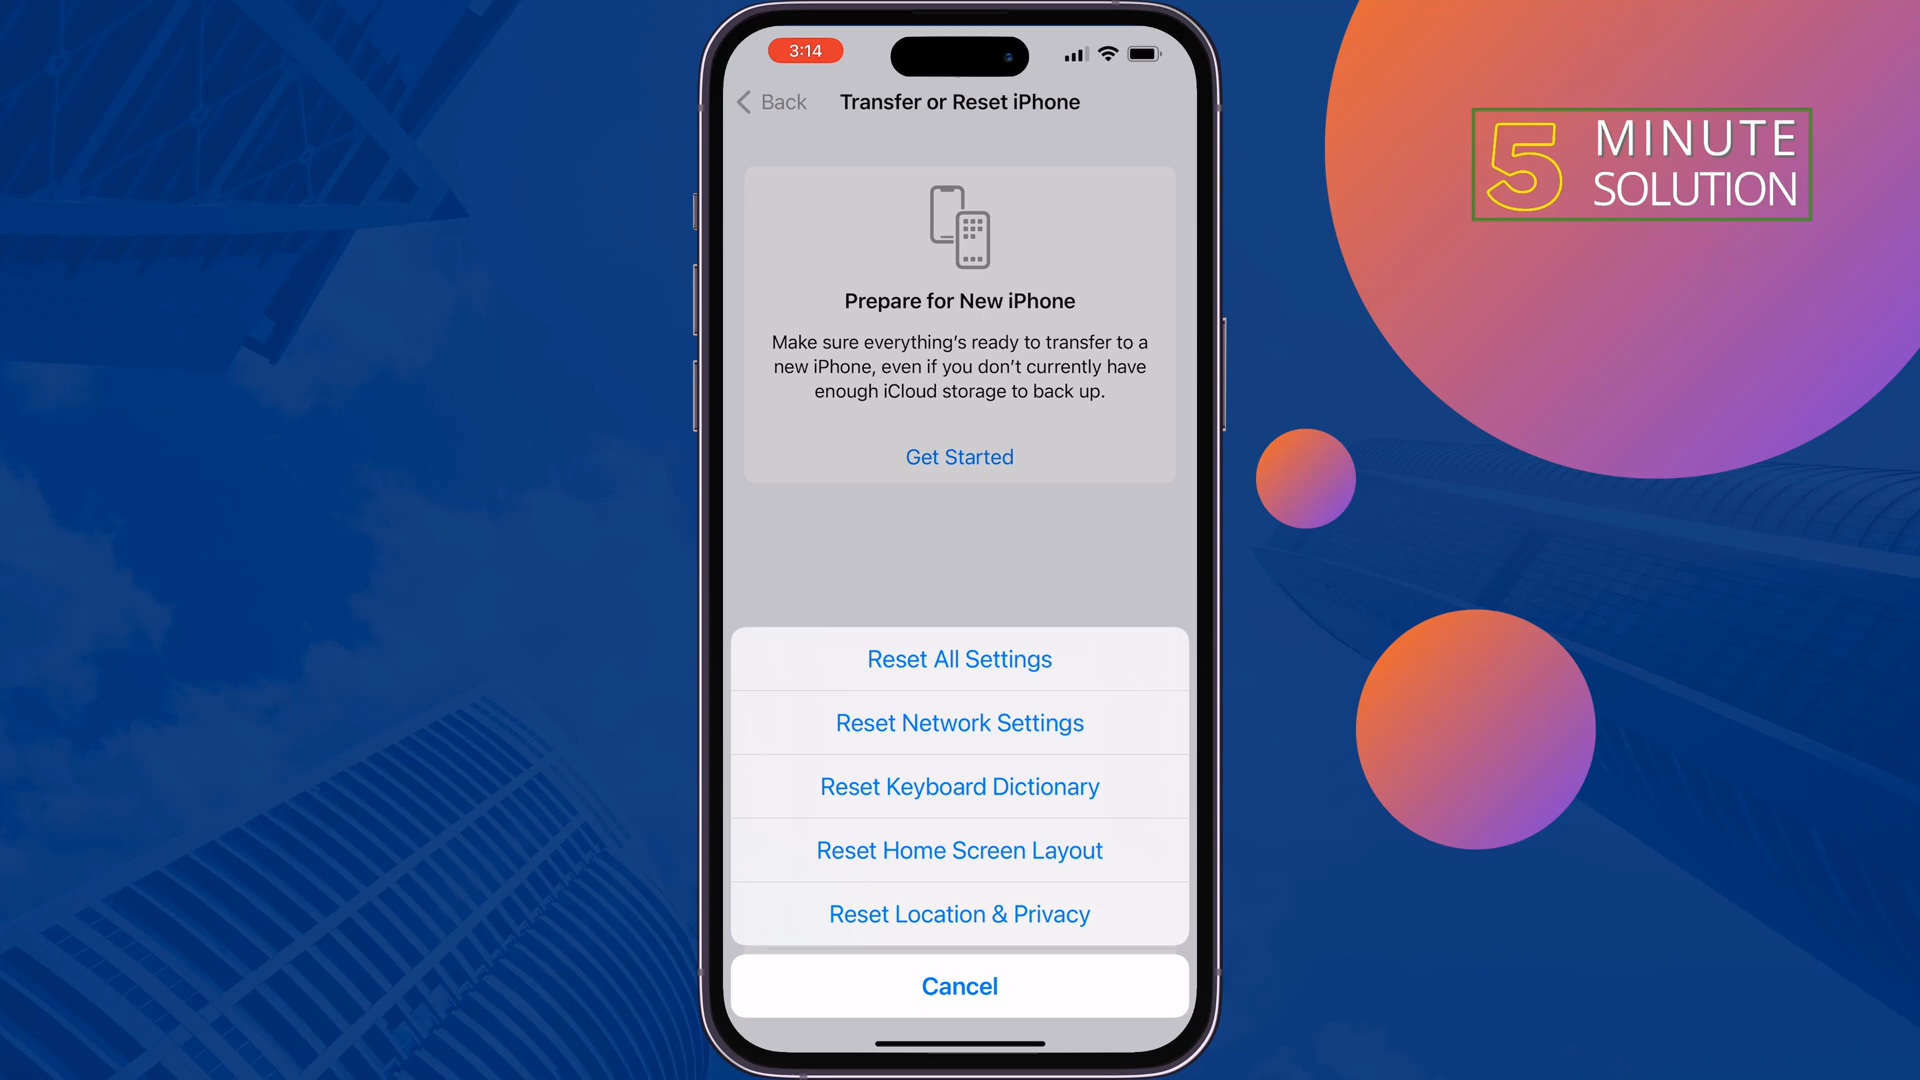 3:14
Back
Transfer or Reset iPhone
5 MINUTE
SOLUTION
Prepare for New iPhone
Make sure everything's ready to transfer to a
new iPhone, even if you don't currently have
enough iCloud storage to back up.
Get Started
Reset All Settings
Reset Network Settings
Reset Keyboard Dictionary
Reset Home Screen Layout
Reset Location & Privacy
Cancel